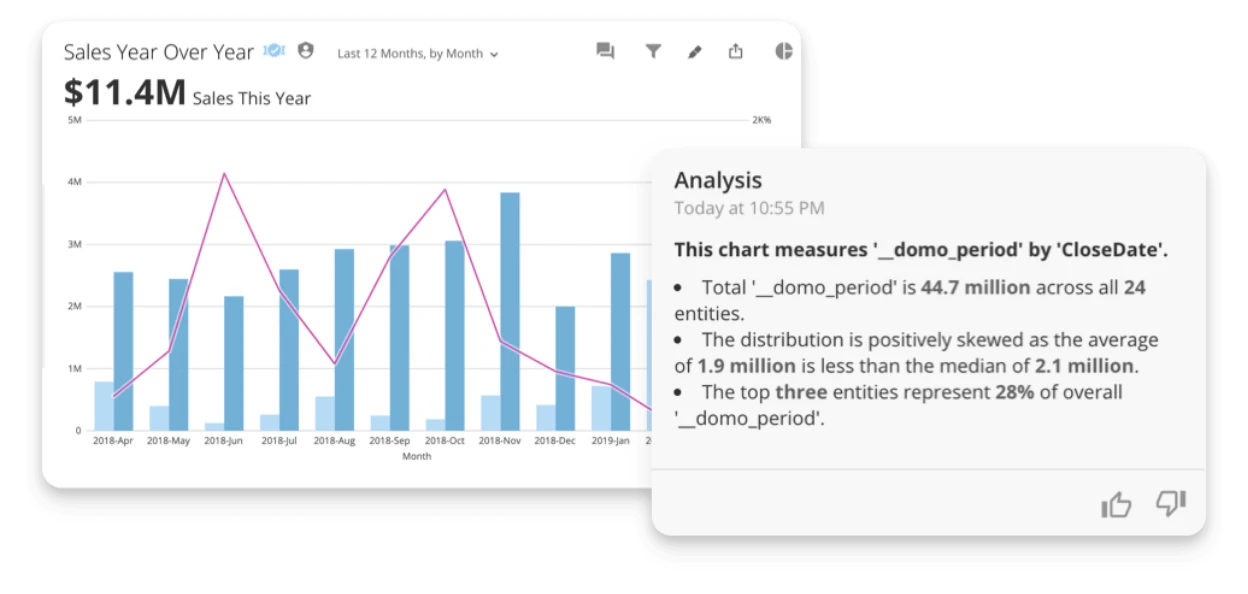 Sales Year Over Year
Last 12 Months, by Month
$11.4M Sales This Year
5M
2K%
4M
3M
2M
1M
0
2018-Apr 2018-May 2018-Jun 2018-Jul 2018-Aug 2018-Sep 2018-Oct 2018-Nov 2018-Dec 2019-Jan 2
Month
Analysis
Today at 10:55 PM
This chart measures '__domo_period' by 'CloseDate'.
• Total '__domo_period' is 44.7 million across all 24
entities.
• The distribution is positively skewed as the average
of 1.9 million is less than the median of 2.1 million.
• The top three entities represent 28% of overall
'__domo_period'.